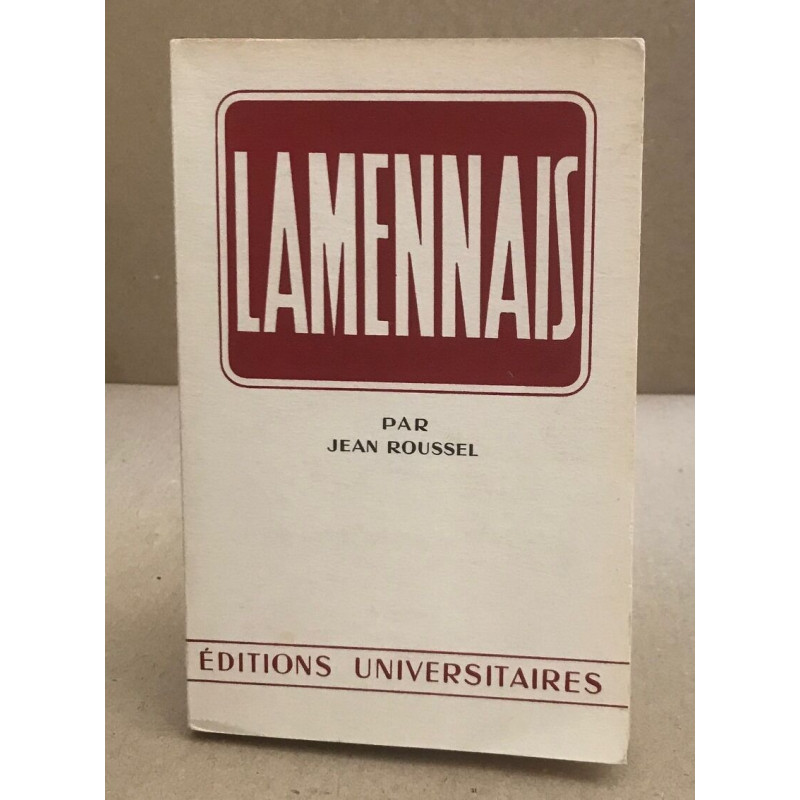 LAMENNAIS
PAR
JEAN ROUSSEL
ÉDITIONS UNIVERSITAIRES